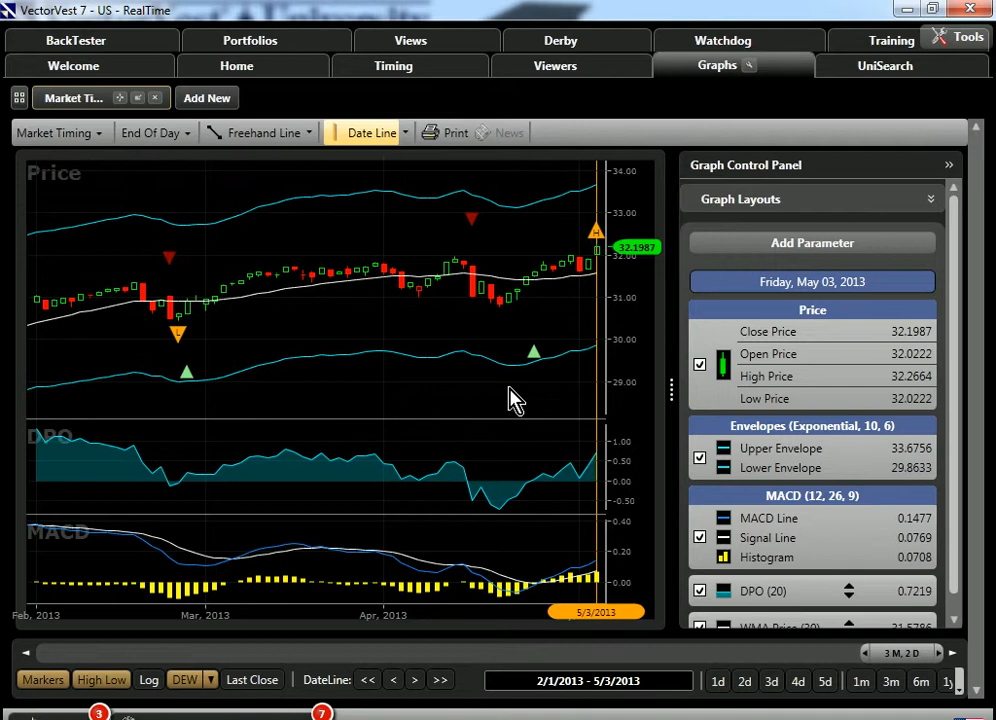 VectorVest 7 - US - RealTime
BackTester Portfolios Views Derby Watchdog Training Tools
Welcome Home Timing Viewers Graphs UniSearch
Market Ti... Add New
Market Timing End Of Day Freehand Line Date Line Print News
Price
34.00
33.00
32.1987
32.00
31.00
30.00
29.00
H
L
DPO
1.00
0.50
0.00
-0.50
MACD
0.40
0.20
0.00
Feb, 2013 Mar, 2013 Apr, 2013 5/3/2013
Graph Control Panel
Graph Layouts
Add Parameter
Friday, May 03, 2013
Price
Close Price 32.1987
Open Price 32.0222
High Price 32.2664
Low Price 32.0222
Envelopes (Exponential, 10, 6)
Upper Envelope 33.6756
Lower Envelope 29.8633
MACD (12, 26, 9)
MACD Line 0.1477
Signal Line 0.0769
Histogram 0.0708
DPO (20) 0.7219
3 M, 2 D
Markers High Low Log DEW Last Close DateLine: << < > >> 2/1/2013 - 5/3/2013 1d 2d 3d 4d 5d 1m 3m 6m 1y
3 7